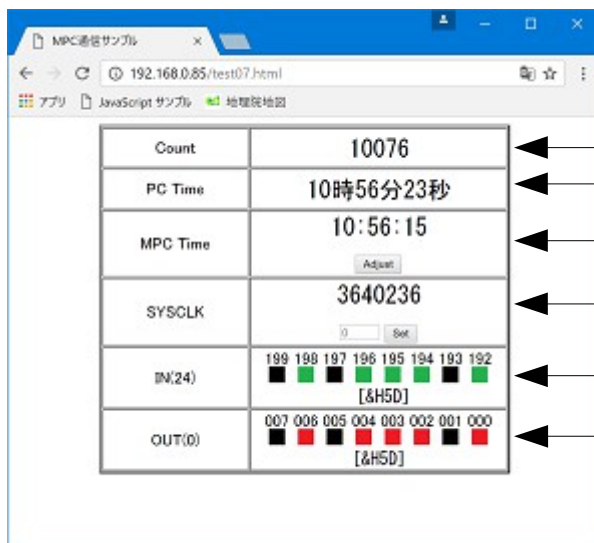 MPC通信サンプル
192.168.0.85/test07.html
アプリ JavaScript サンプル 地理院地図
Count 10076
PC Time 10時56分23秒
MPC Time 10:56:15
Adjust
SYSCLK 3640236
0 Set
IN(24) 199 198 197 196 195 194 193 192
[&H5D]
OUT(0) 007 006 005 004 003 002 001 000
[&H5D]